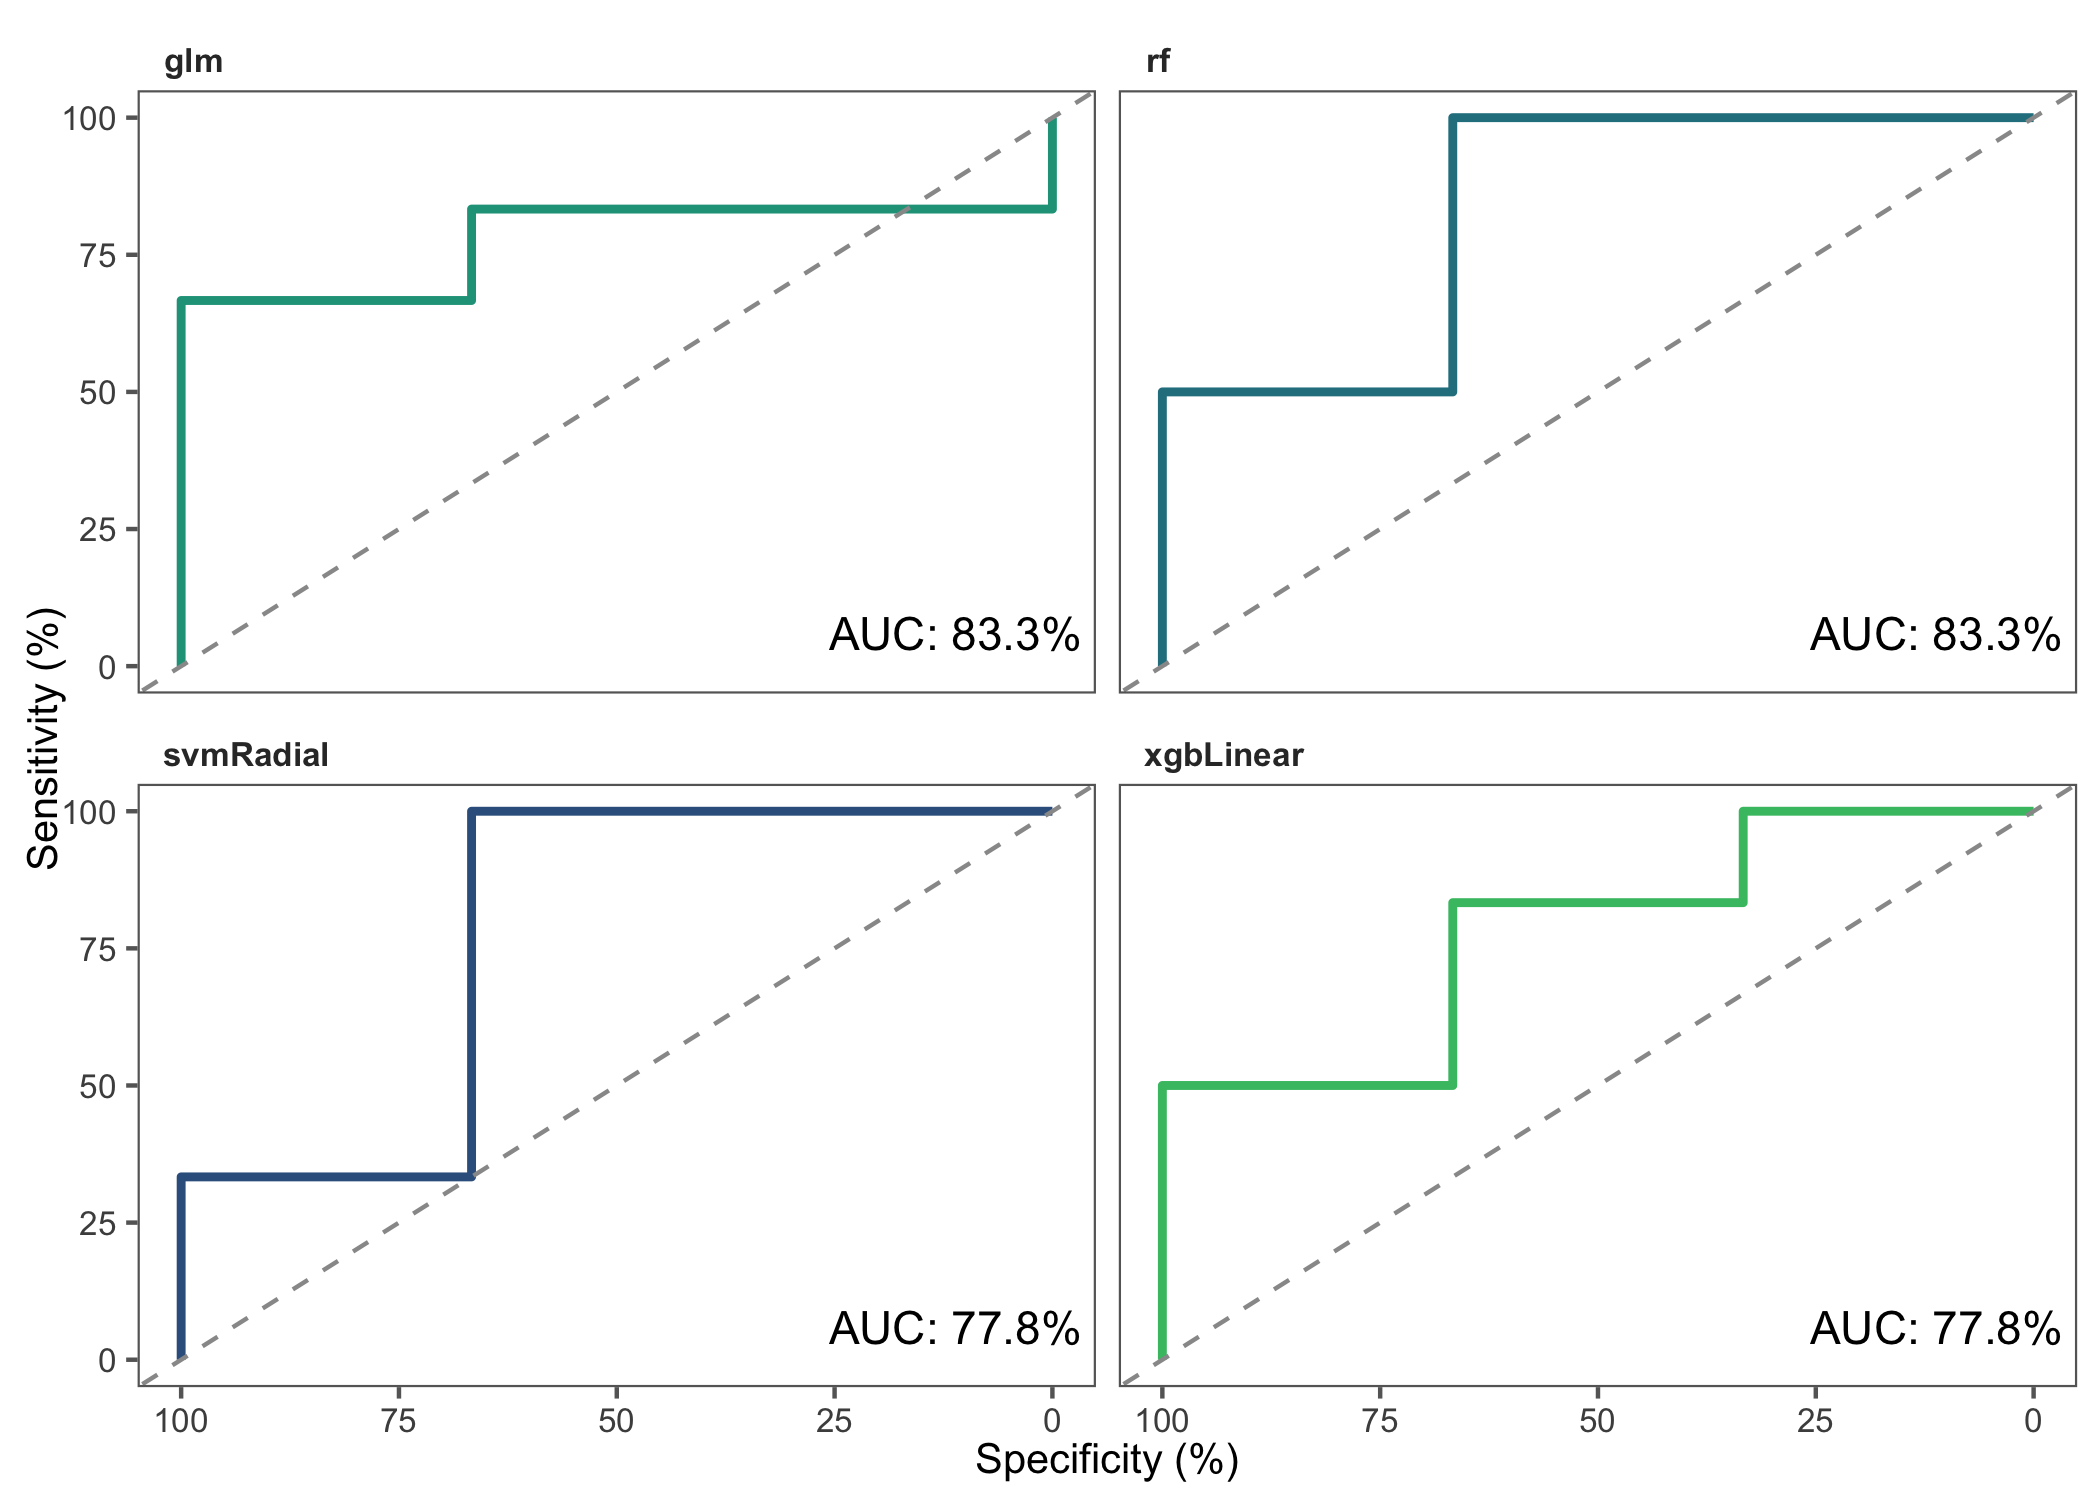 glm
rf
100
75
50
25
0
AUC: 83.3%
AUC: 83.3%
Sensitivity (%)
svmRadial
xgbLinear
100
75
50
25
0
AUC: 77.8%
AUC: 77.8%
100 75 50 25 0
100 75 50 25 0
Specificity (%)